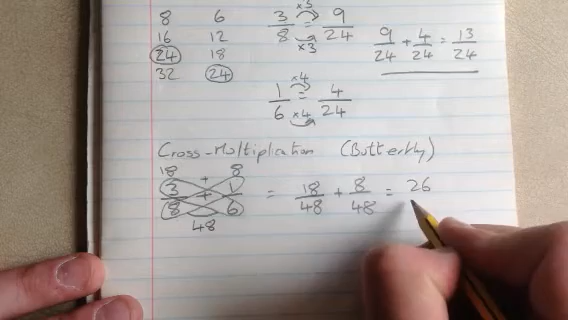 8 6
16 12
24 18
32 24
3/8 = 9/24
×3
×3
9/24 + 4/24 = 13/24
1/6 = 4/24
×4
×4
Cross-Multiplication (Butterfly)
18 + 8
3/8 + 1/6 = 18/48 + 8/48 = 26
48